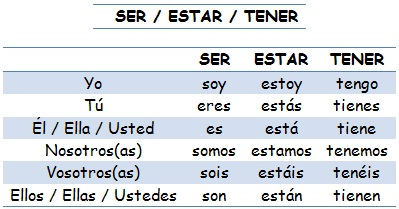 SER / ESTAR / TENER
SER ESTAR TENER
Yo soy estoy tengo
Tú eres estás tienes
Él / Ella / Usted es está tiene
Nosotros(as) somos estamos tenemos
Vosotros(as) sois estáis tenéis
Ellos / Ellas / Ustedes son están tienen